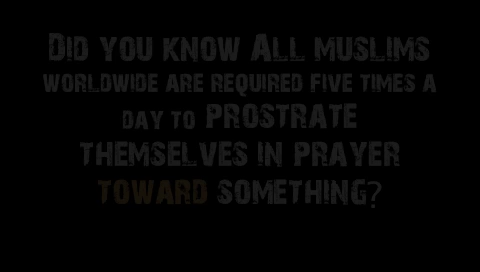 DID YOU KNOW ALL MUSLIMS
WORLDWIDE ARE REQUIRED FIVE TIMES A
DAY TO PROSTRATE
THEMSELVES IN PRAYER
TOWARD SOMETHING?